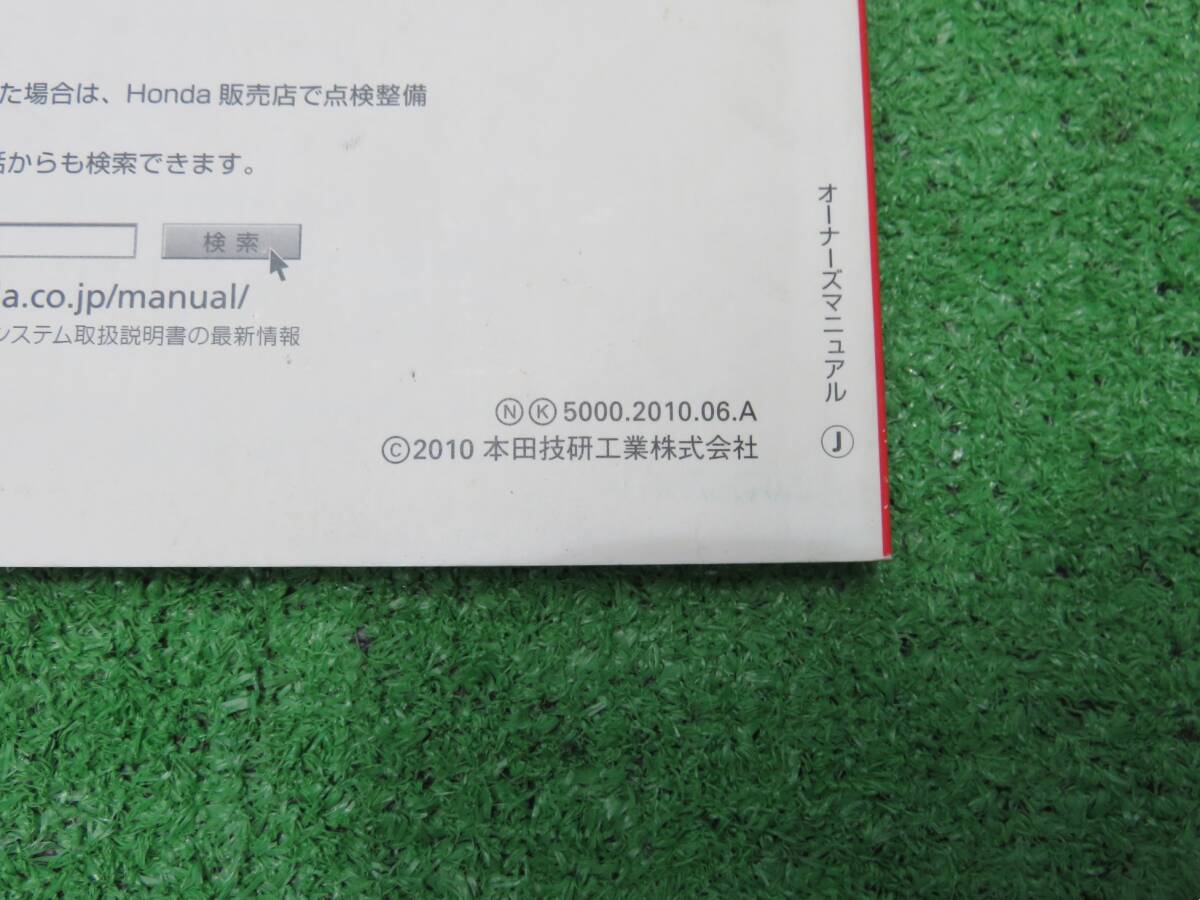 た場合は、Honda 販売店で点検整備
話からも検索できます。
検索
la.co.jp/manual/
システム取扱説明書の最新情報
オーナーズマニュアル Ⓙ
ⓃⓀ5000.2010.06.A
©2010 本田技研工業株式会社